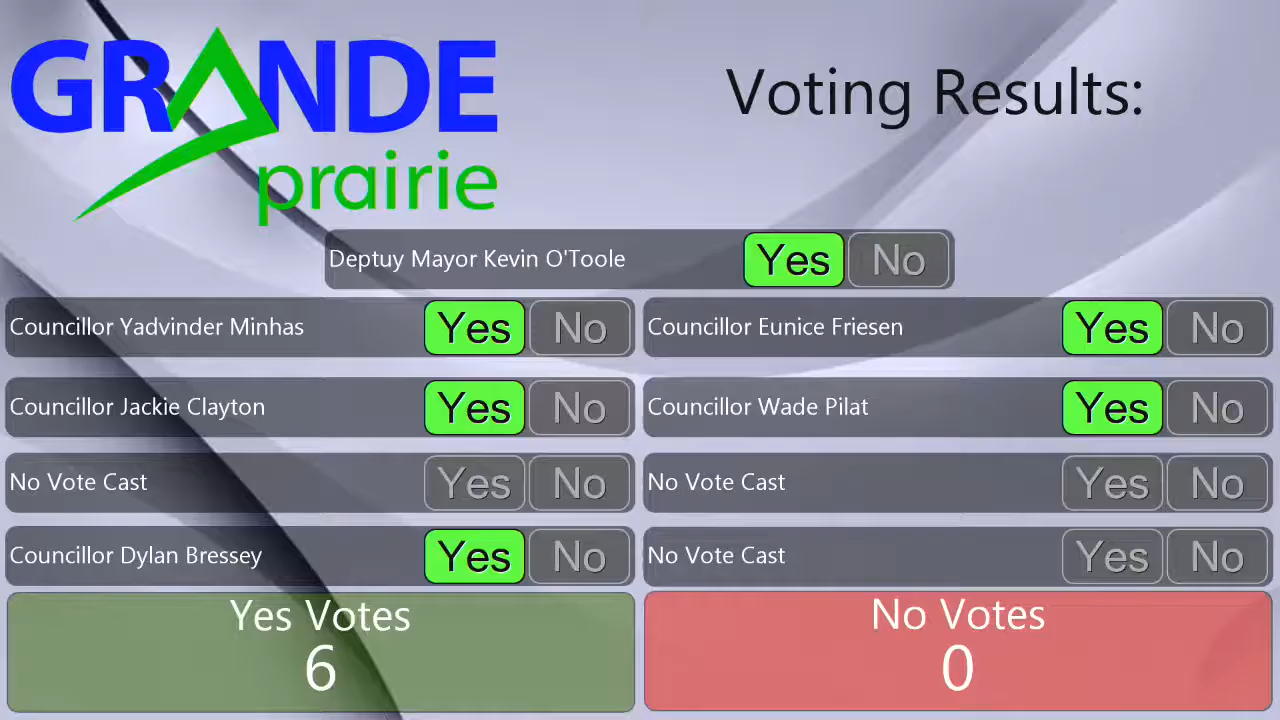 GRANDE
prairie
Voting Results:
Deptuy Mayor Kevin O'Toole Yes No
Councillor Yadvinder Minhas Yes No
Councillor Eunice Friesen Yes No
Councillor Jackie Clayton Yes No
Councillor Wade Pilat Yes No
No Vote Cast Yes No
No Vote Cast Yes No
Councillor Dylan Bressey Yes No
No Vote Cast Yes No
Yes Votes
6
No Votes
0